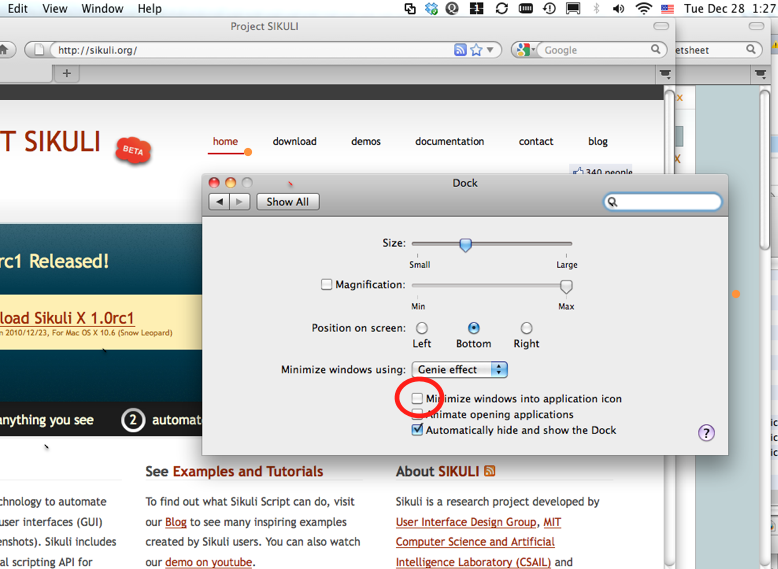 Edit View Window Help
Tue Dec 28 1:27
Project SIKULI
http://sikuli.org/
Google
etsheet
T SIKULI
BETA
home download demos documentation contact blog
340 people
Dock
Show All
rc1 Released!
Size:
Small Large
Magnification:
Min Max
load Sikuli X 1.0rc1
n 2010/12/23, For Mac OS X 10.6 (Snow Leopard)
Position on screen:
Left Bottom Right
Minimize windows using: Genie effect
Minimize windows into application icon
Animate opening applications
Automatically hide and show the Dock
?
anything you see
2 automat
See Examples and Tutorials
About SIKULI
chnology to automate
user interfaces (GUI)
nshots). Sikuli includes
al scripting API for
To find out what Sikuli Script can do, visit
our Blog to see many inspiring examples
created by Sikuli users. You can also watch
our demo on youtube.
Sikuli is a research project developed by
User Interface Design Group, MIT
Computer Science and Artificial
Intelligence Laboratory (CSAIL) and